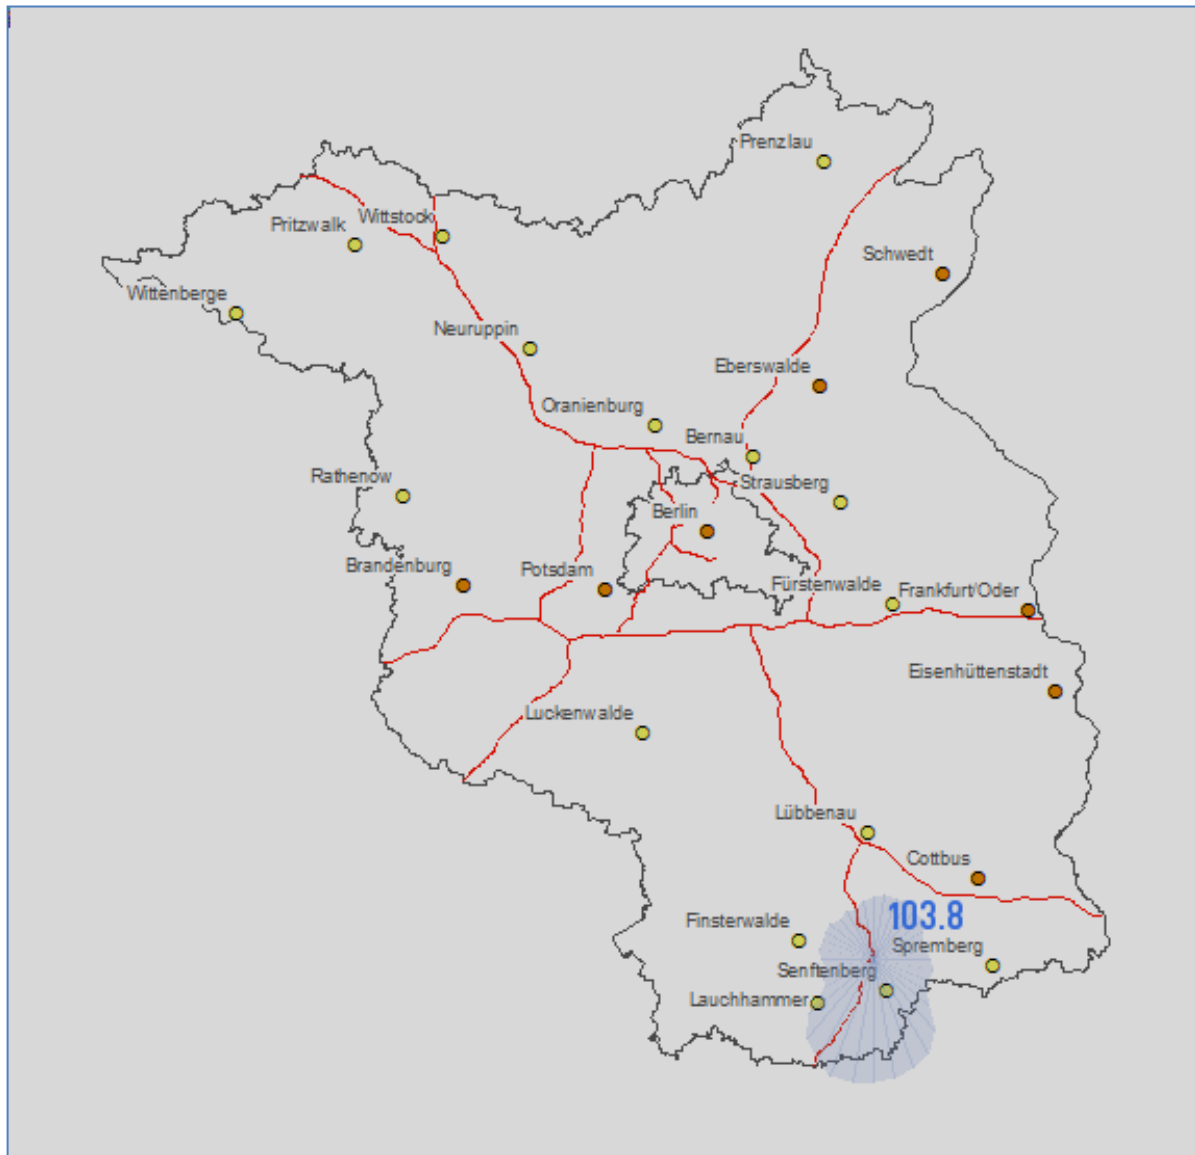 Prenzlau
Wittstock
Pritzwalk
Schwedt
Wittenberge
Neuruppin
Eberswalde
Oranienburg
Bernau
Rathenow
Strausberg
Berlin
Brandenburg
Potsdam
Fürstenwalde
Frankfurt/Oder
Eisenhüttenstadt
Luckenwalde
Lübbenau
Cottbus
103.8
Finsterwalde
Spremberg
Senftenberg
Lauchhammer